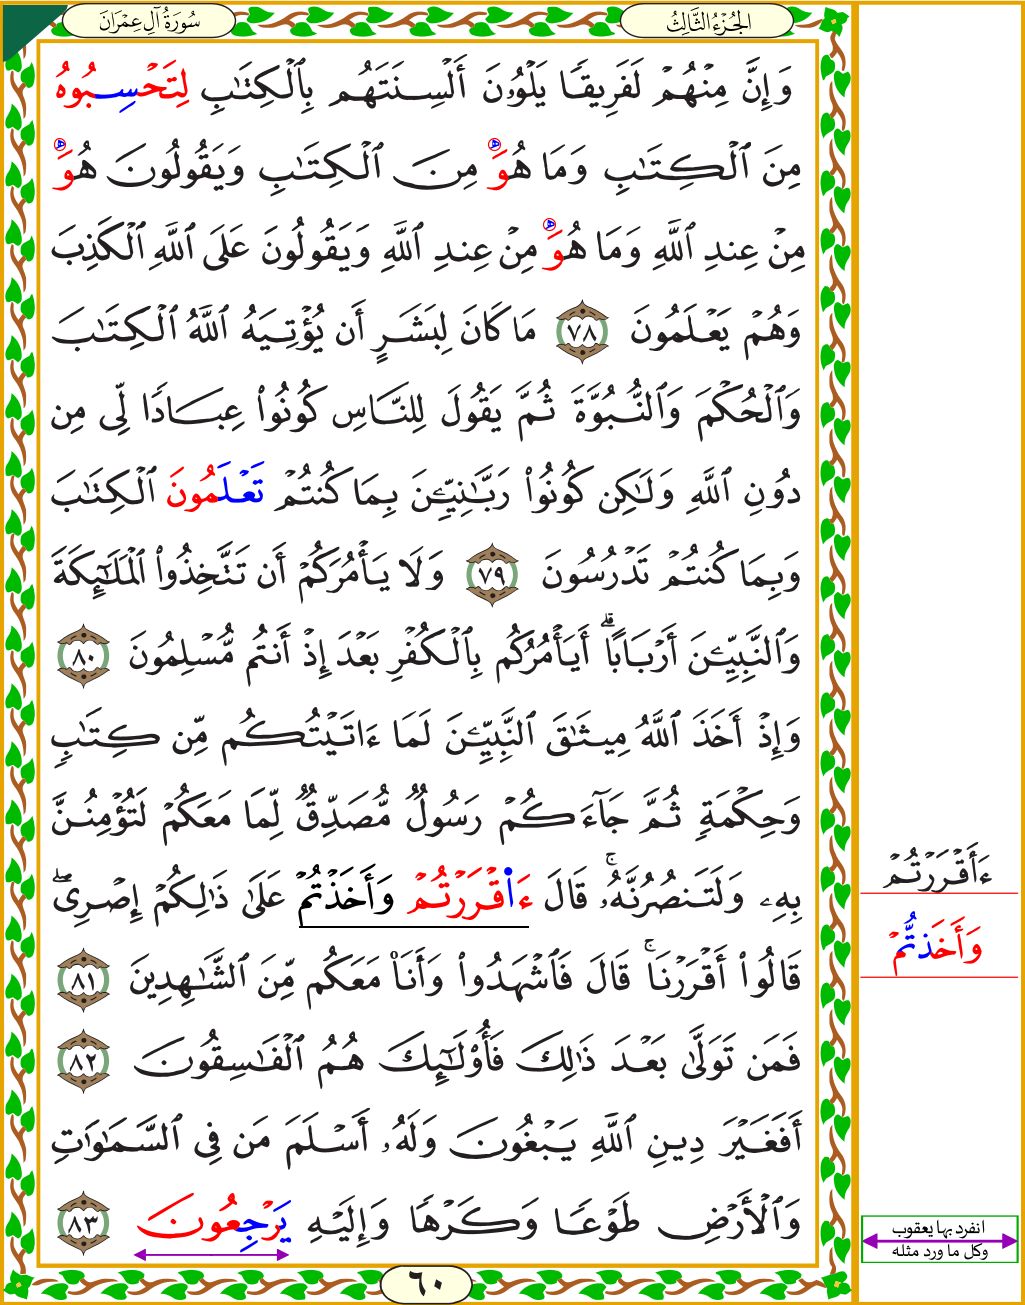 سُورَةُ آلِ عِمْرَانَ
الجُزْءُ الثَّالِثُ
وَإِنَّ مِنْهُمْ لَفَرِيقًا يَلْوُۥنَ أَلْسِنَتَهُم بِٱلْكِتَٰبِ لِتَحْسِبُوهُ
مِنَ ٱلْكِتَٰبِ وَمَا هُوَ مِنَ ٱلْكِتَٰبِ وَيَقُولُونَ هُوَ
مِنْ عِندِ ٱللَّهِ وَمَا هُوَ مِنْ عِندِ ٱللَّهِ وَيَقُولُونَ عَلَى ٱللَّهِ ٱلْكَذِبَ
وَهُمْ يَعْلَمُونَ ٧٨ مَا كَانَ لِبَشَرٍ أَن يُؤْتِيَهُ ٱللَّهُ ٱلْكِتَٰبَ
وَٱلْحُكْمَ وَٱلنُّبُوَّةَ ثُمَّ يَقُولَ لِلنَّاسِ كُونُوا۟ عِبَادًا لِّى مِن
دُونِ ٱللَّهِ وَلَٰكِن كُونُوا۟ رَبَّٰنِيِّـۧنَ بِمَا كُنتُمْ تَعْلَمُونَ ٱلْكِتَٰبَ
وَبِمَا كُنتُمْ تَدْرُسُونَ ٧٩ وَلَا يَأْمُرَكُمْ أَن تَتَّخِذُوا۟ ٱلْمَلَٰٓئِكَةَ
وَٱلنَّبِيِّـۧنَ أَرْبَابًا ۗ أَيَأْمُرُكُم بِٱلْكُفْرِ بَعْدَ إِذْ أَنتُم مُّسْلِمُونَ ٨٠
وَإِذْ أَخَذَ ٱللَّهُ مِيثَٰقَ ٱلنَّبِيِّـۧنَ لَمَا ءَاتَيْتُكُم مِّن كِتَٰبٍ
وَحِكْمَةٍ ثُمَّ جَآءَكُمْ رَسُولٌ مُّصَدِّقٌ لِّمَا مَعَكُمْ لَتُؤْمِنُنَّ
بِهِۦ وَلَتَنصُرُنَّهُۥ ۚ قَالَ ءَا۬قْرَرْتُمْ وَأَخَذْتُمْ عَلَىٰ ذَٰلِكُمْ إِصْرِى ۖ
ءَأَقْرَرْتُمْ
وَأَخَذتُّمْ
قَالُوٓا۟ أَقْرَرْنَا ۚ قَالَ فَٱشْهَدُوا۟ وَأَنَا۠ مَعَكُم مِّنَ ٱلشَّٰهِدِينَ ٨١
فَمَن تَوَلَّىٰ بَعْدَ ذَٰلِكَ فَأُو۟لَٰٓئِكَ هُمُ ٱلْفَٰسِقُونَ ٨٢
أَفَغَيْرَ دِينِ ٱللَّهِ يَبْغُونَ وَلَهُۥٓ أَسْلَمَ مَن فِى ٱلسَّمَٰوَٰتِ
وَٱلْأَرْضِ طَوْعًا وَكَرْهًا وَإِلَيْهِ يَرْجِعُونَ ٨٣
انفرد بها يعقوب
وكل ما ورد مثله
٦٠